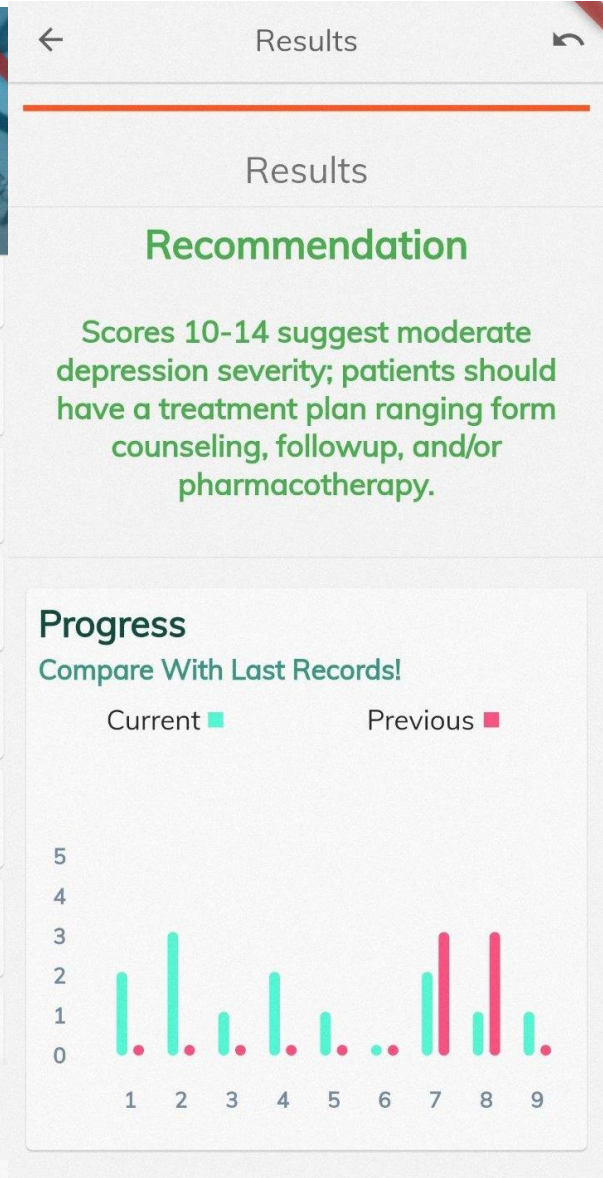 Results
Results
Recommendation
Scores 10-14 suggest moderate
depression severity; patients should
have a treatment plan ranging form
counseling, followup, and/or
pharmacotherapy.
Progress
Compare With Last Records!
Current Previous
5
4
3
2
1
0
1 2 3 4 5 6 7 8 9